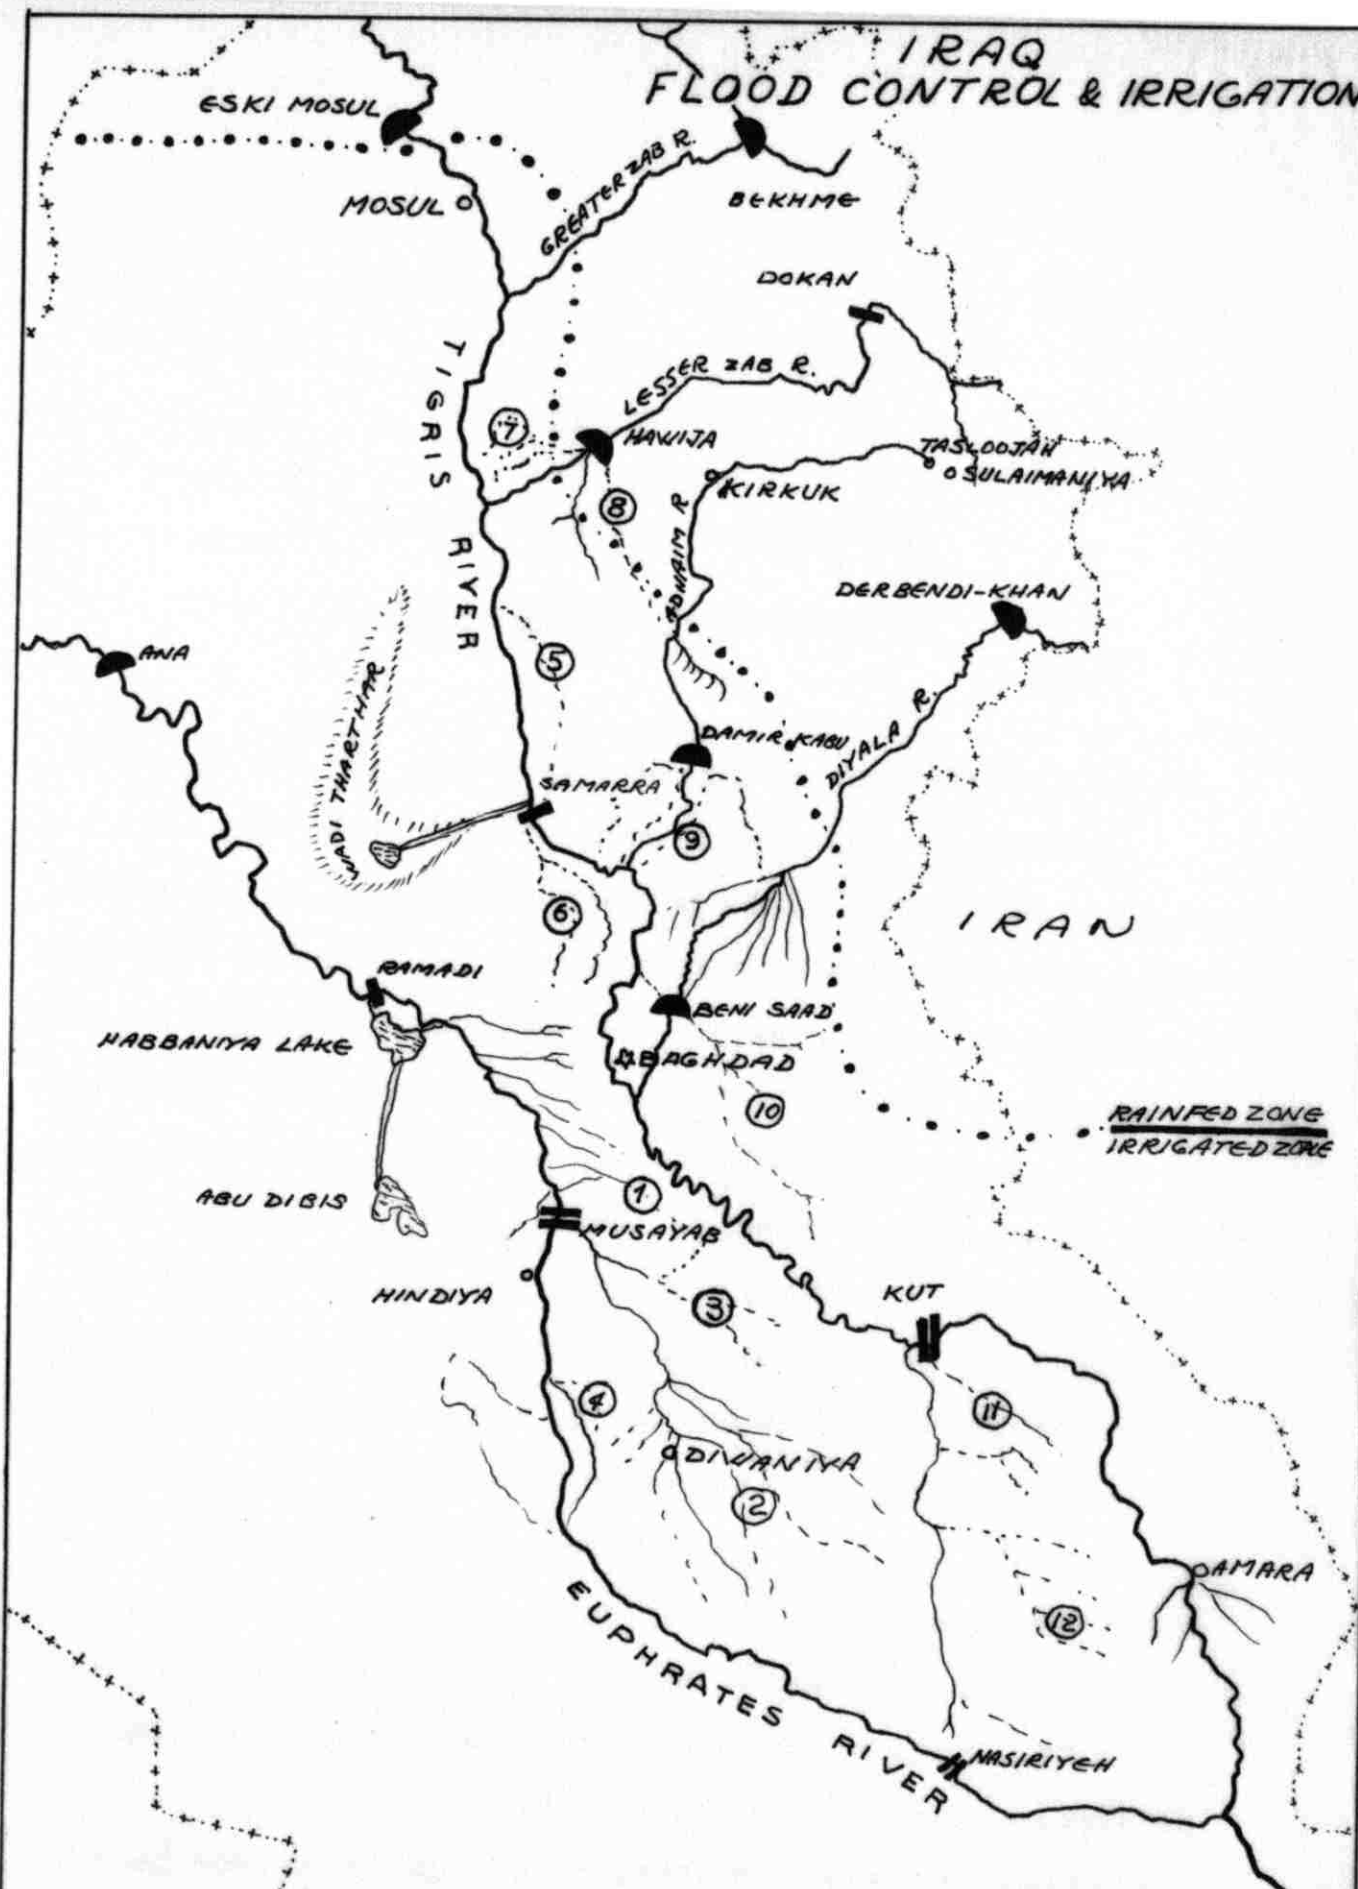 IRAQ
FLOOD CONTROL & IRRIGATION
ESKI MOSUL
MOSUL
GREATER ZAB R.
BEKHME
DOKAN
TIGRIS RIVER
LESSER ZAB R.
7
HAWIJA
TASLOOJAH
SULAIMANIYA
KIRKUK
8
ADHAIM R
DERBENDI-KHAN
ANA
5
WADI THARTHAR
DAMIR KABU
DIYALA R.
SAMARRA
9
6
IRAN
RAMADI
BENI SAAD
HABBANIYA LAKE
BAGHDAD
10
RAINFED ZONE
IRRIGATED ZONE
ABU DIBIS
1
MUSAYAB
HINDIYA
3
KUT
4
11
DIWANIYA
2
AMARA
12
EUPHRATES RIVER
NASIRIYEH